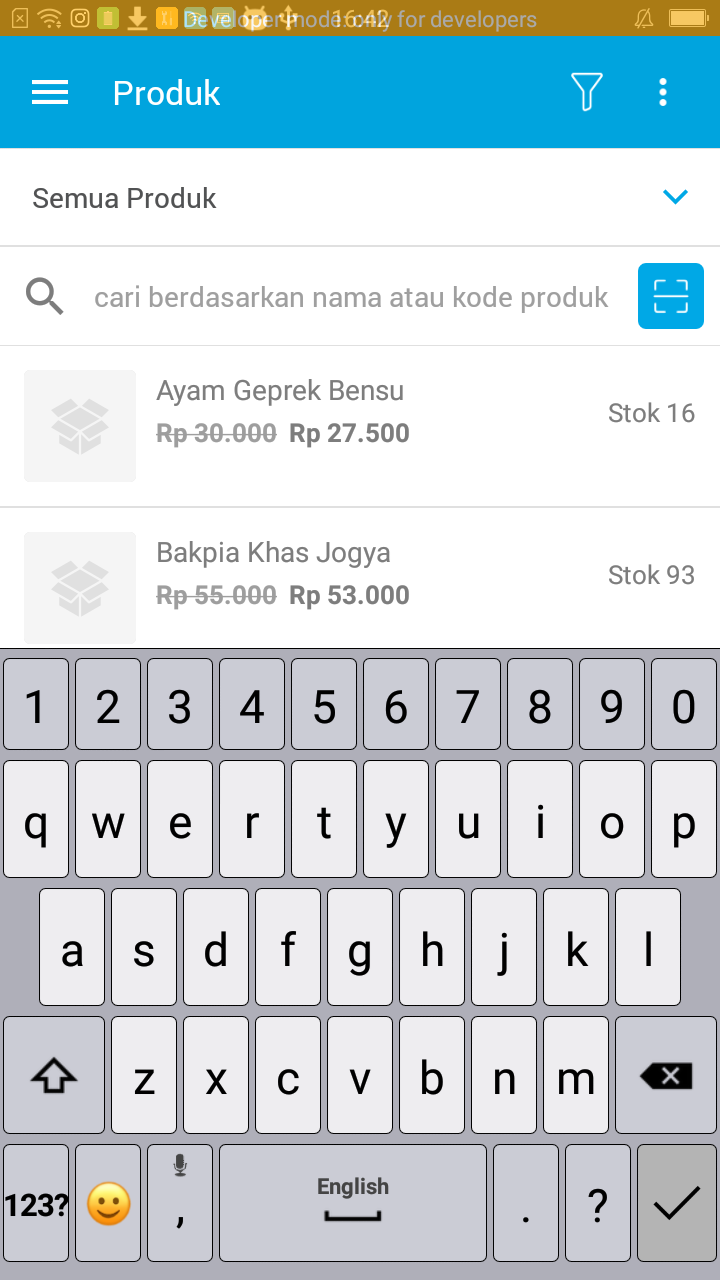 Developer mode: only for developers
16:42
Produk
Semua Produk
cari berdasarkan nama atau kode produk
Ayam Geprek Bensu
Rp 30.000 Rp 27.500
Stok 16
Bakpia Khas Jogya
Rp 55.000 Rp 53.000
Stok 93
1 2 3 4 5 6 7 8 9 0
q w e r t y u i o p
a s d f g h j k l
z x c v b n m
123? , English . ?